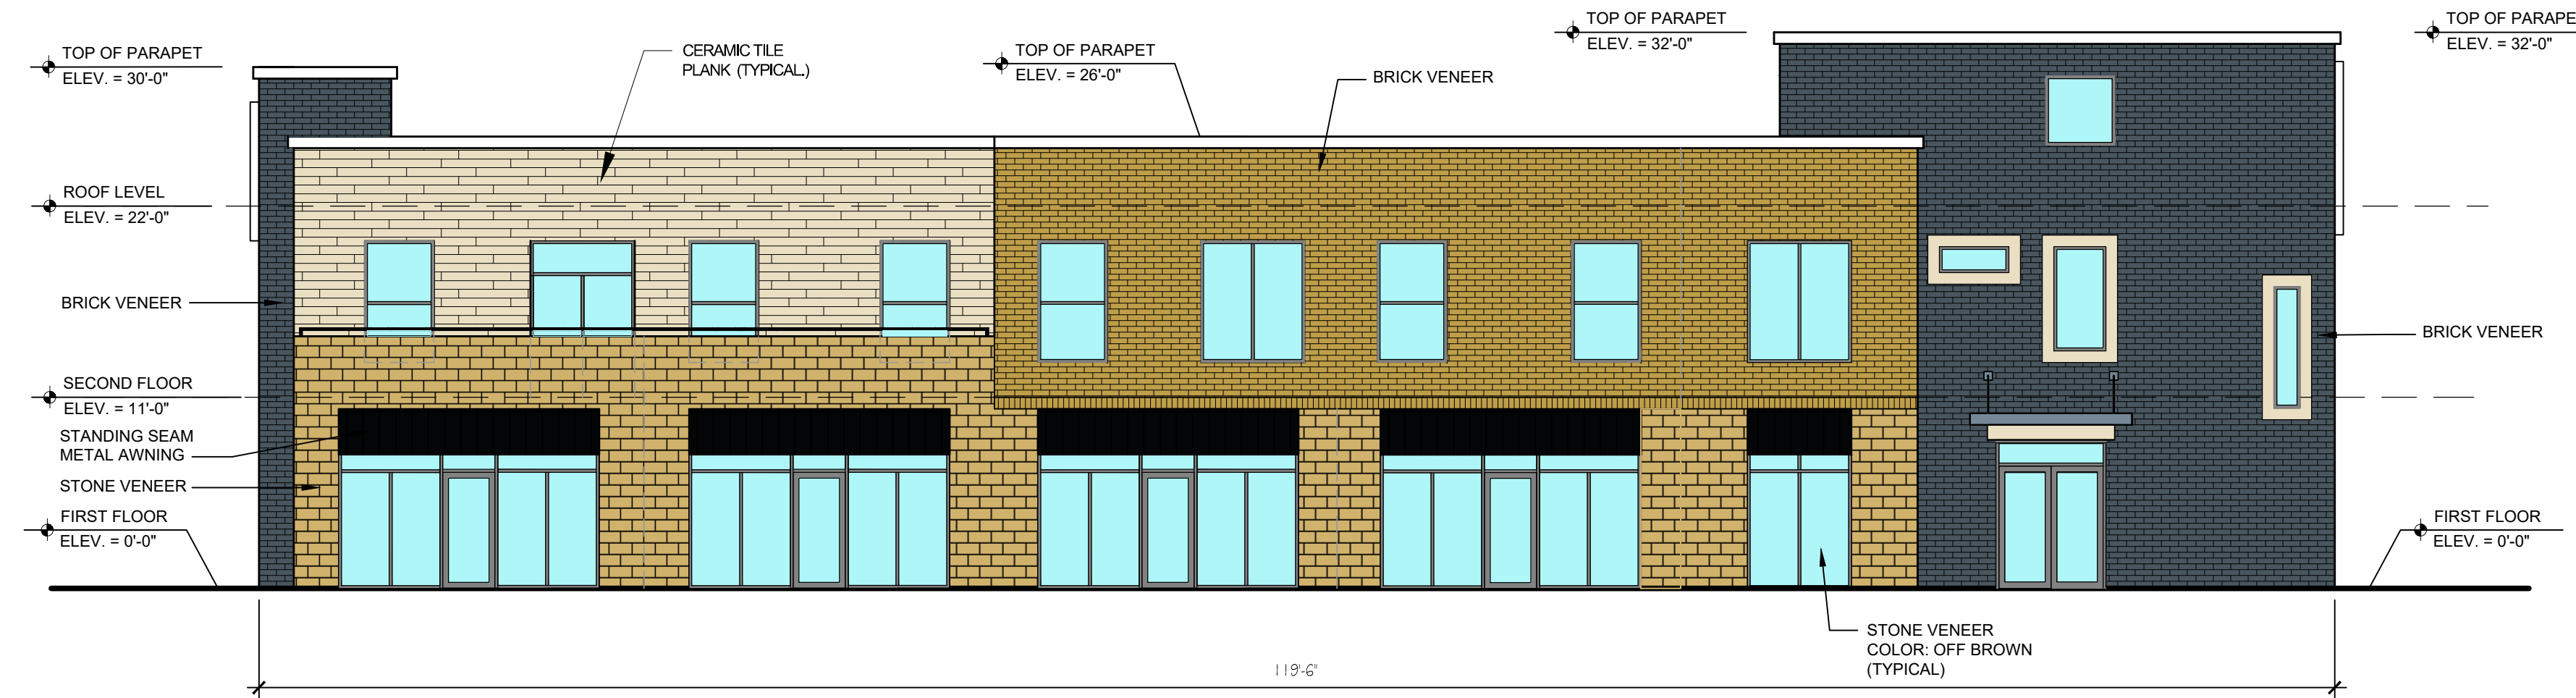 TOP OF PARAPET
ELEV. = 30'-0"
CERAMIC TILE
PLANK (TYPICAL.)
TOP OF PARAPET
ELEV. = 26'-0"
BRICK VENEER
TOP OF PARAPET
ELEV. = 32'-0"
TOP OF PARAPE
ELEV. = 32'-0"
ROOF LEVEL
ELEV. = 22'-0"
BRICK VENEER
BRICK VENEER
SECOND FLOOR
ELEV. = 11'-0"
STANDING SEAM
METAL AWNING
STONE VENEER
FIRST FLOOR
ELEV. = 0'-0"
FIRST FLOOR
ELEV. = 0'-0"
STONE VENEER
COLOR: OFF BROWN
(TYPICAL)
119'-6"